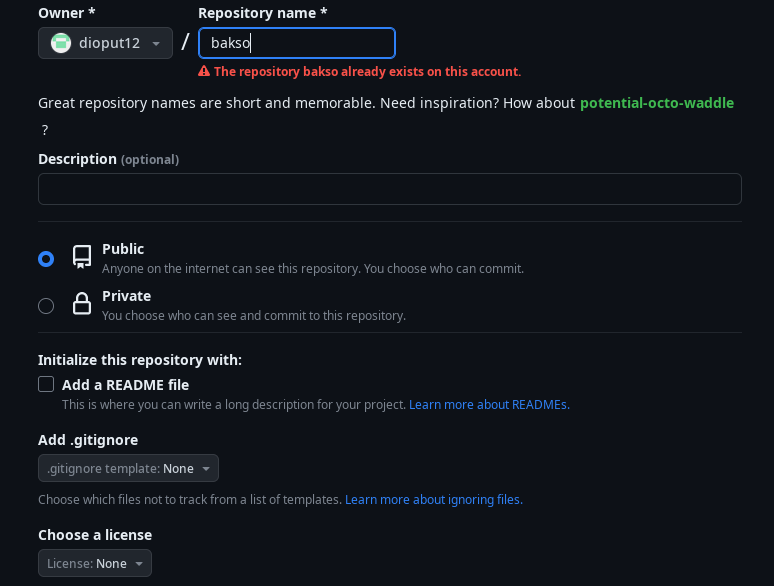 Owner * Repository name *
dioput12 / bakso
The repository bakso already exists on this account.
Great repository names are short and memorable. Need inspiration? How about potential-octo-waddle
?
Description (optional)
Public
Anyone on the internet can see this repository. You choose who can commit.
Private
You choose who can see and commit to this repository.
Initialize this repository with:
Add a README file
This is where you can write a long description for your project. Learn more about READMEs.
Add .gitignore
.gitignore template: None
Choose which files not to track from a list of templates. Learn more about ignoring files.
Choose a license
License: None